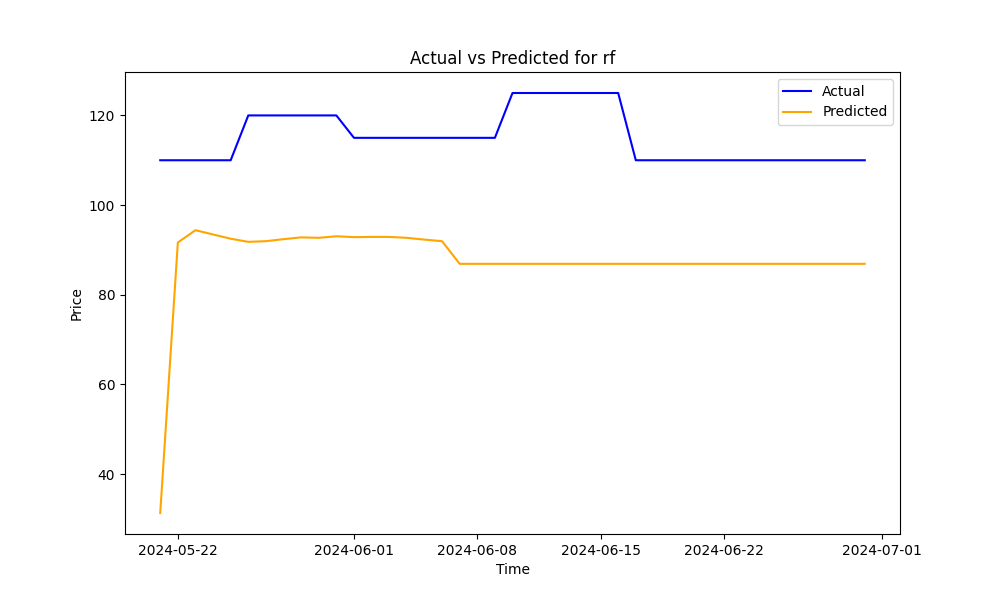 Actual vs Predicted for rf
Actual
Predicted
Price
120
100
80
60
40
2024-05-22
2024-06-01
2024-06-08
2024-06-15
2024-06-22
2024-07-01
Time